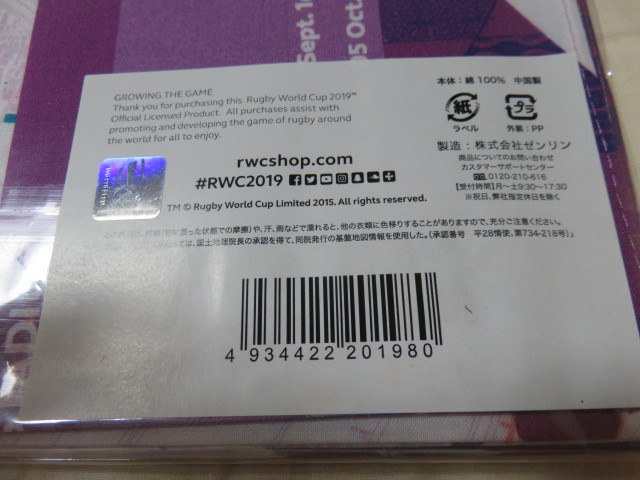 Sept. 1
05 Oct.
GROWING THE GAME
Thank you for purchasing this Rugby World Cup 2019™
Official Licensed Product. All purchases assist with
promoting and developing the game of rugby around
the world for all to enjoy.
rwcshop.com
#RWC2019
TM © Rugby World Cup Limited 2015. All rights reserved.
本体：綿 100% 中国製
紙
プラ
ラベル
外装：PP
製造：株式会社ゼンリン
商品についてのお問い合わせ
カスタマーサポートセンター
0120-210-616
【受付時間】月〜土9:30〜17:30
※祝日、弊社指定休日を除く
った状態での摩擦)や、汗、雨などで濡れると、他の衣類に色移りすることがありますので、充分ご注意ください。
は、国土地理院長の承認を得て、同院発行の基盤地図情報を使用した。(承認番号 平28情使、第734-218号)」
4 934422 201980